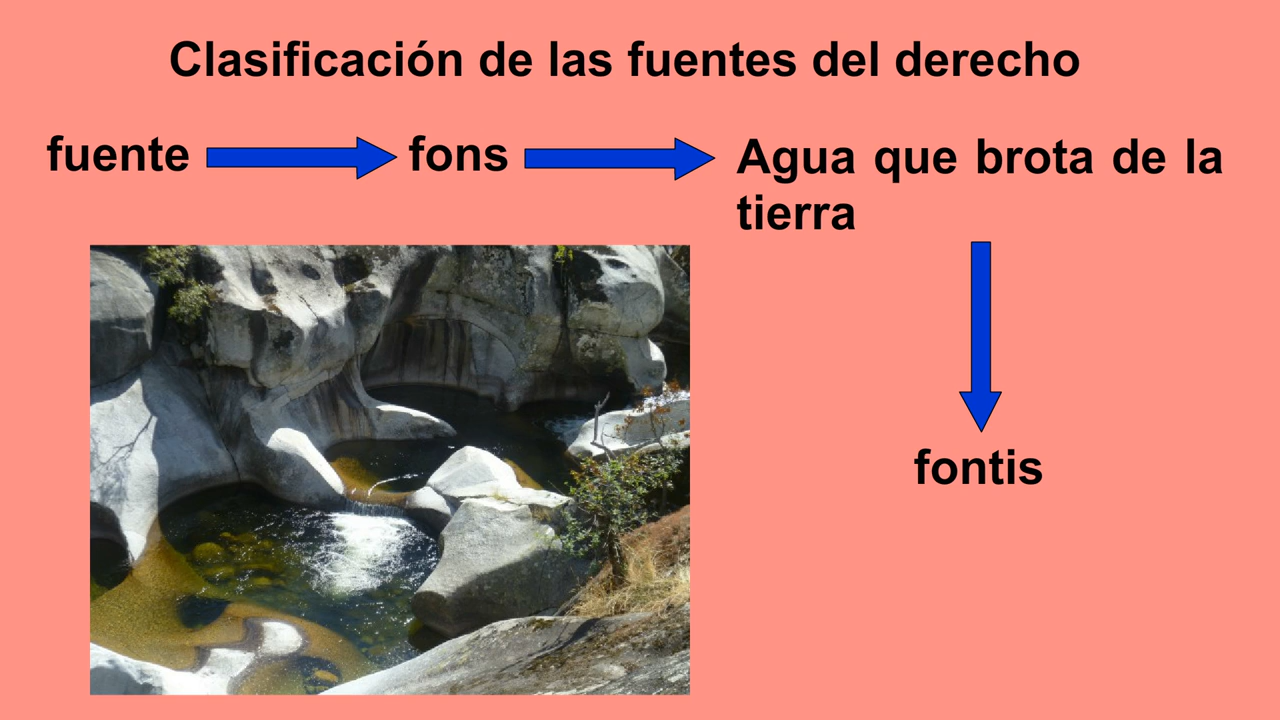 Clasificación de las fuentes del derecho
fuente fons Agua que brota de la
tierra
fontis